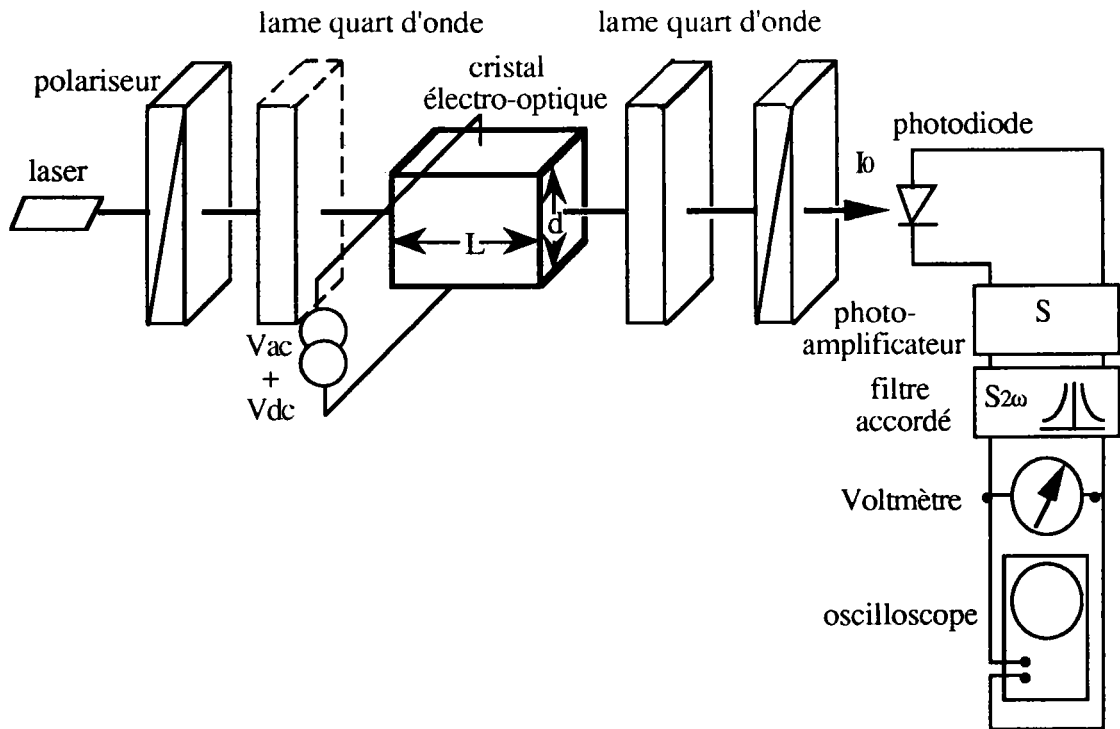 lame quart d'onde
lame quart d'onde
polariseur
cristal
électro-optique
photodiode
laser
I0
L
d
Vac
+
Vdc
photo-
amplificateur
S
filtre
accordé
S2ω
Voltmètre
oscilloscope